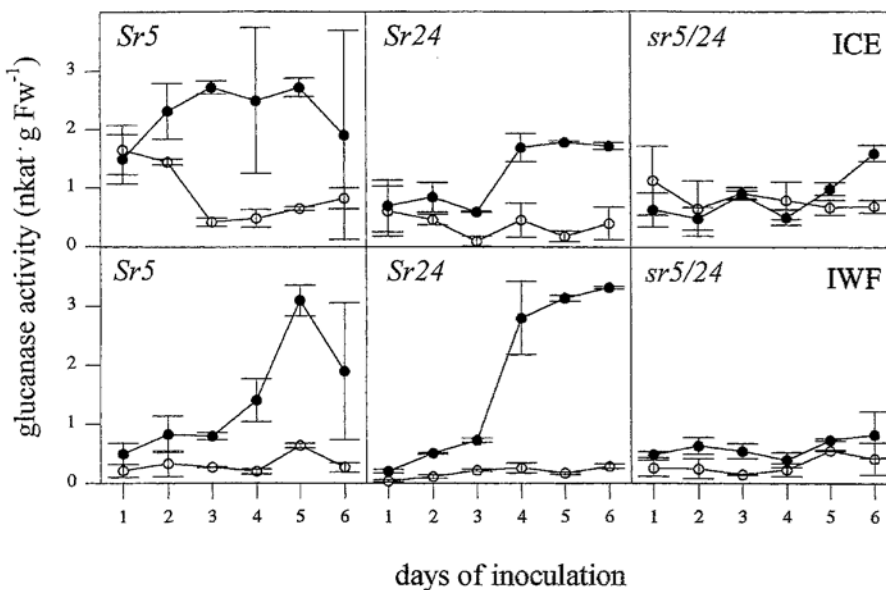 Sr5 Sr24 sr5/24 ICE
3
2
1
0
Sr5 Sr24 sr5/24 IWF
3
2
1
0
glucanase activity (nkat · g Fw⁻¹)
1 2 3 4 5 6 1 2 3 4 5 6 1 2 3 4 5 6
days of inoculation